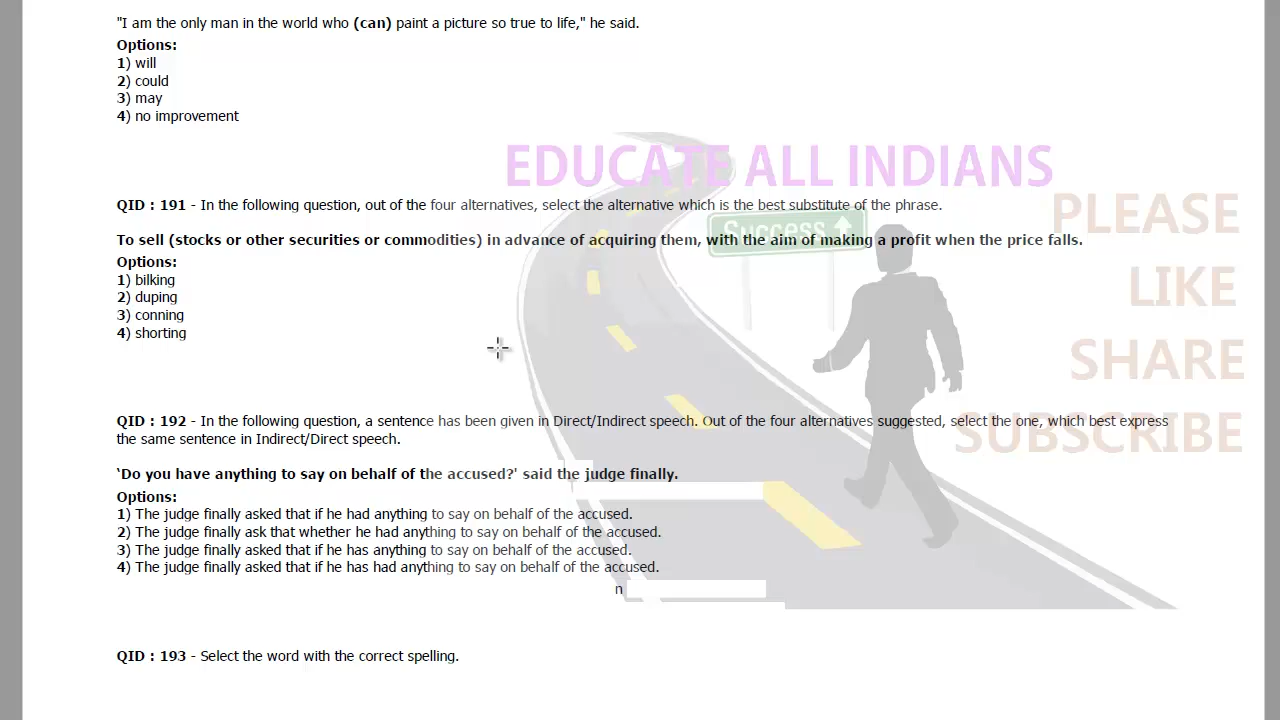 "I am the only man in the world who (can) paint a picture so true to life," he said.
Options:
1) will
2) could
3) may
4) no improvement
EDUCATE ALL INDIANS
PLEASE
LIKE
SHARE
SUBSCRIBE
Success
QID : 191 - In the following question, out of the four alternatives, select the alternative which is the best substitute of the phrase.
To sell (stocks or other securities or commodities) in advance of acquiring them, with the aim of making a profit when the price falls.
Options:
1) bilking
2) duping
3) conning
4) shorting
QID : 192 - In the following question, a sentence has been given in Direct/Indirect speech. Out of the four alternatives suggested, select the one, which best express
the same sentence in Indirect/Direct speech.
'Do you have anything to say on behalf of the accused?' said the judge finally.
Options:
1) The judge finally asked that if he had anything to say on behalf of the accused.
2) The judge finally ask that whether he had anything to say on behalf of the accused.
3) The judge finally asked that if he has anything to say on behalf of the accused.
4) The judge finally asked that if he has had anything to say on behalf of the accused.
n
QID : 193 - Select the word with the correct spelling.